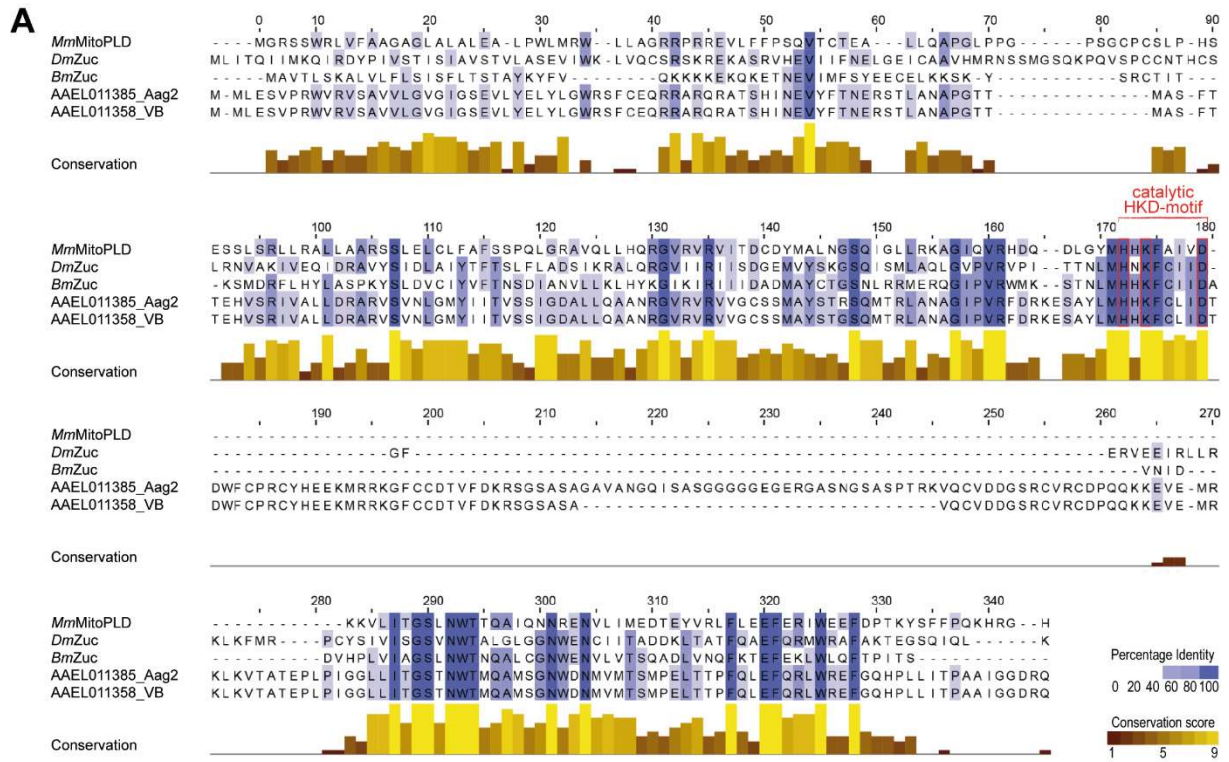 A
0 10 20 30 40 50 60 70 80 90
MmMitoPLD ----MGRSSWRLVFAAGAGLALALEA-LPWLMRW--LLAGRRPRREVLFFPSQVTCTEA---LLQAPGLPPG------PSGCPCSLP-HS
DmZuc MLITQIIMKQIRDYPIVSTISIAVSTVLASEVIWK-LVQCSRSKREKASRVHEVIIFNELGEICAAVHMRNSSMGSQKPQVSPCCNTHCS
BmZuc ----MAVTLSKALVLFLSISFLTSTAYKYFV--------QKKKKEKQKTNEVIMFSYEECELKKSK-Y---------SRCTIT----
AAEL011385_Aag2 M-MLESVPRWVRVSAVVLGVGIGSEVLYELYLGWRSFCEQRRARQRATSHINEVYFTNERSTLANAPGTT-----------MAS-FT
AAEL011358_VB M-MLESVPRWVRVSAVVLGVGIGSEVLYELYLGWRSFCEQRRARQRATSHINEVYFTNERSTLANAPGTT-----------MAS-FT
Conservation
catalytic
HKD-motif
100 110 120 130 140 150 160 170 180
MmMitoPLD ESSLSRLLRALLAARSSLELCLFAFSSPQLGRAVQLLHQRGVRVRVITDCDYMALNGSQIGLLRKAGIQVRHDQ--DLGYMHHKFAIVD-
DmZuc LRNVAKIVEQIDRAVYSIDLAIYTFTSLFLADSIKRALQRGVIIRIISDGEMVYSKGSQISMLAQLGVPVRVPI--TTNLMHNKFCIIDG
BmZuc KSMDRFLHYLASPKYSLDVCIYVFTNSDIANVLLKHYKGIKIRIIIDADMAYCTGSNLRRMERQGIPVRWMK--STNLMHHKFCIIDA
AAEL011385_Aag2 TEHVSRIVALLDRARVSVNLGMYIITVSSIGDALLQAANRGVRVRVVGCSSMAYSTRSQMTRLANAGIPVRFDRKESAYLMHHKFCLIDT
AAEL011358_VB TEHVSRIVALLDRARVSVNLGMYIITVSSIGDALLQAANRGVRVRVVGCSSMAYSTGSQMTRLANAGIPVRFDRKESAYLMHHKFCLIDT
Conservation
190 200 210 220 230 240 250 260 270
MmMitoPLD
DmZuc GF ERVEEIRLLR
BmZuc VNID--
AAEL011385_Aag2 DWFCPRCYHEEKMRRKGFCCDTVFDKRSGSASAGAVANGQISASGGGGGEGERGASNGSASPTRKVQCVDDGSRCVRCDPQQKKEVE-MR
AAEL011358_VB DWFCPRCYHEEKMRRKGFCCDTVFDKRSGSASA VQCVDDGSRCVRCDPQQKKEVE-MR
Conservation
280 290 300 310 320 330 340
MmMitoPLD KKVLITGSLNWTTQAIQNNRENVLIMEDTEYVRLFLEEFERIWEEFDPTKYSFFPQKHRG--H
DmZuc KLKFMR-----PCYSIVISGSVNWTALGLGGNWENCIITADDKLTATFQAEFQRMWRAFAKTEGSQIQL----K
BmZuc DVHPLVIAGSLNWTNQALCGNWENVLVTSQADLVNQFKTEFEKLWLQFTPITS
AAEL011385_Aag2 KLKVTATEPLPIGGLLITGSTNWTMQAMSGNWDNMVMTSMPELTTPFQLEFQRLWREFGQHPLLITPAAIGGDRQ
AAEL011358_VB KLKVTATEPLPIGGLLITGSTNWTMQAMSGNWDNMVMTSMPELTTPFQLEFQRLWREFGQHPLLITPAAIGGDRQ
Conservation
Percentage Identity
0 20 40 60 80 100
Conservation score
1 5 9